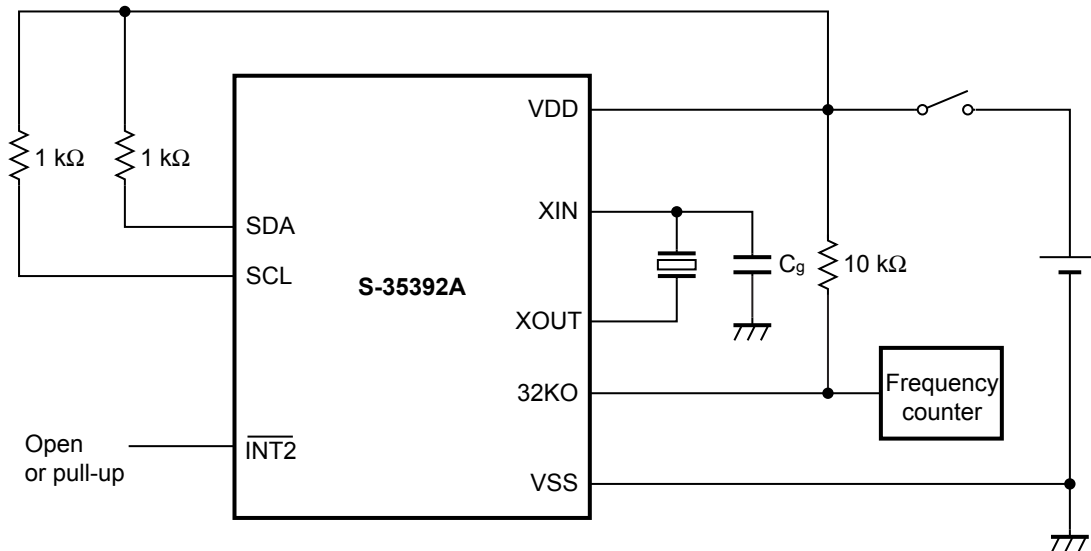 VDD
1 kΩ
1 kΩ
XIN
SDA
C_g
10 kΩ
SCL
S-35392A
XOUT
32KO
Frequency
counter
Open
or pull-up
INT2
VSS